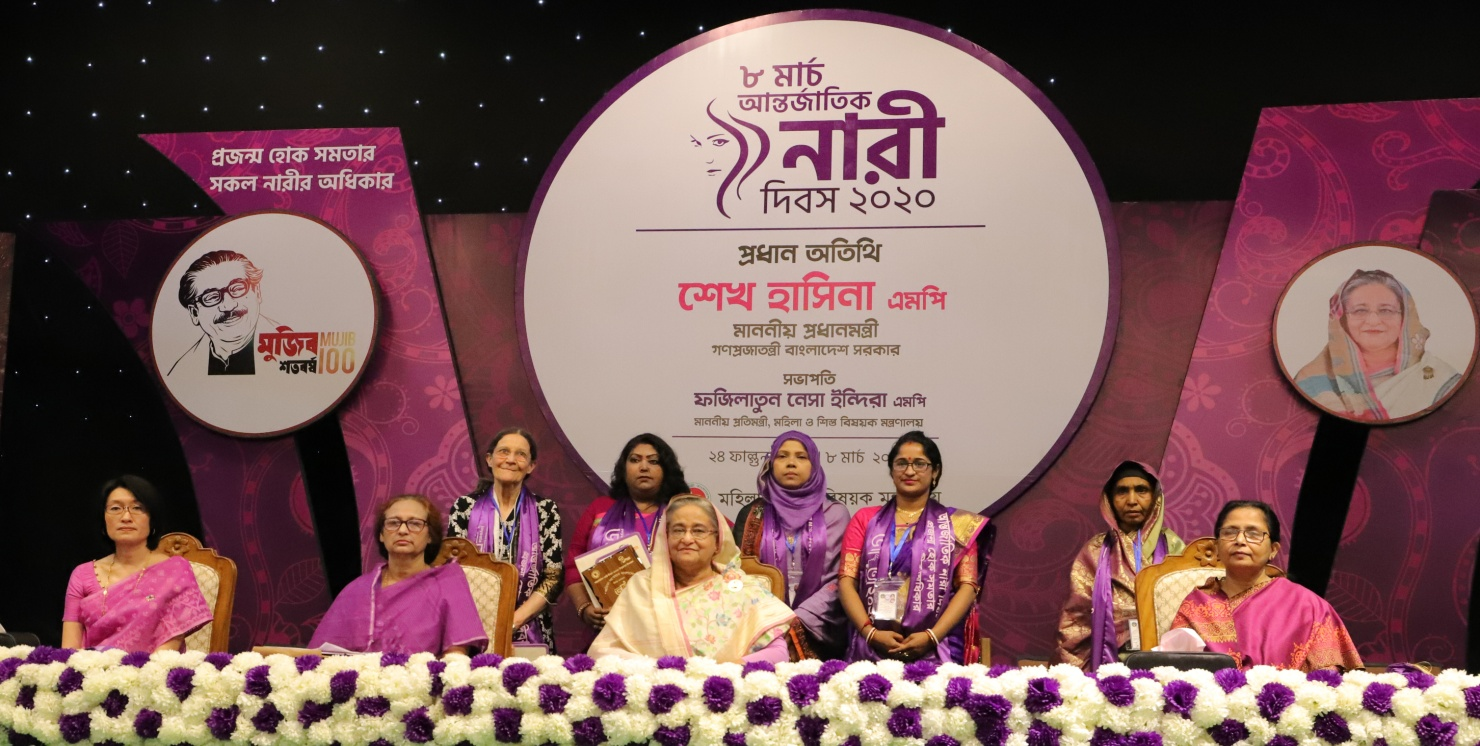 প্রজন্ম হোক সমতার
সকল নারীর অধিকার
মুজিব
শতবর্ষ
MUJIB
100
৮ মার্চ
আন্তর্জাতিক
নারী
দিবস ২০২০
প্রধান অতিথি
শেখ হাসিনা এমপি
মাননীয় প্রধানমন্ত্রী
গণপ্রজাতন্ত্রী বাংলাদেশ সরকার
সভাপতি
ফজিলাতুন নেসা ইন্দিরা এমপি
মাননীয় প্রতিমন্ত্রী, মহিলা ও শিশু বিষয়ক মন্ত্রণালয়
২৪ ৮ মার্চ
বিষয়ক